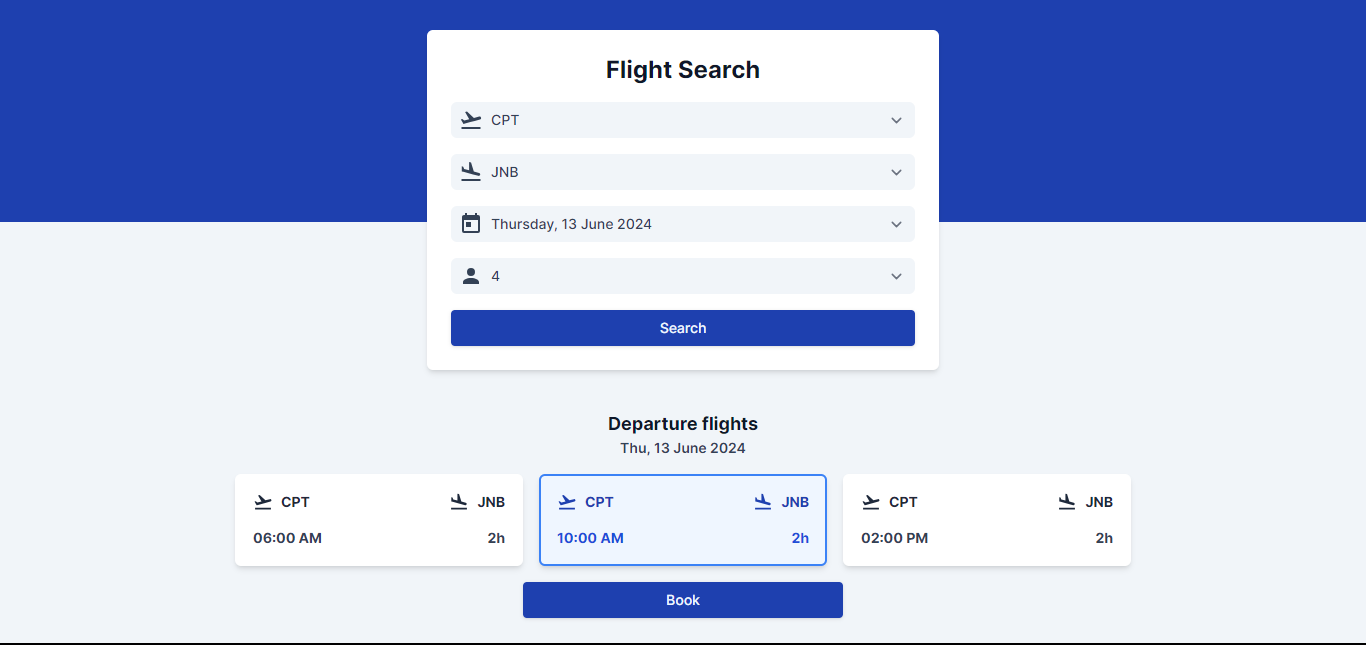 Flight Search
CPT
JNB
Thursday, 13 June 2024
4
Search
Departure flights
Thu, 13 June 2024
CPT JNB
06:00 AM 2h
CPT JNB
10:00 AM 2h
CPT JNB
02:00 PM 2h
Book